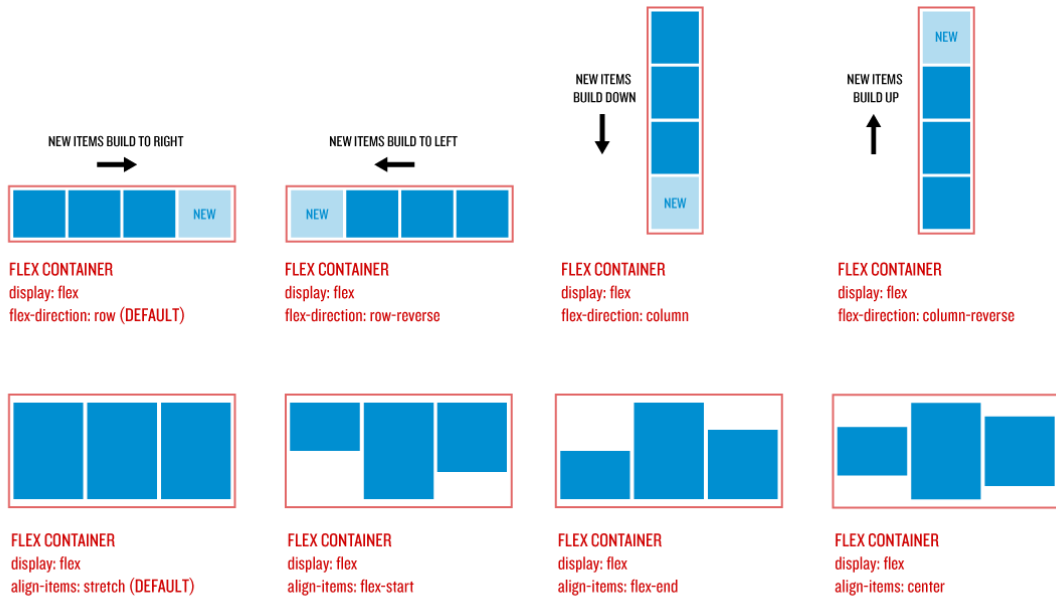 NEW ITEMS BUILD TO RIGHT
NEW
FLEX CONTAINER
display: flex
flex-direction: row (DEFAULT)
NEW ITEMS BUILD TO LEFT
NEW
FLEX CONTAINER
display: flex
flex-direction: row-reverse
NEW ITEMS
BUILD DOWN
NEW
FLEX CONTAINER
display: flex
flex-direction: column
NEW ITEMS
BUILD UP
NEW
FLEX CONTAINER
display: flex
flex-direction: column-reverse
FLEX CONTAINER
display: flex
align-items: stretch (DEFAULT)
FLEX CONTAINER
display: flex
align-items: flex-start
FLEX CONTAINER
display: flex
align-items: flex-end
FLEX CONTAINER
display: flex
align-items: center